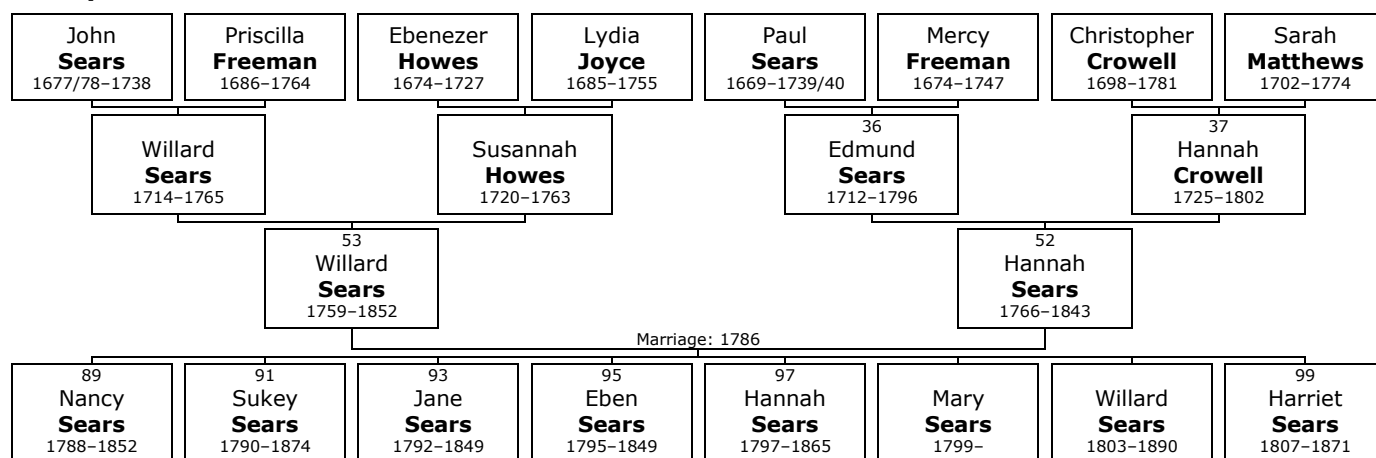 John
Sears
1677/78–1738
Priscilla
Freeman
1686–1764
Ebenezer
Howes
1674–1727
Lydia
Joyce
1685–1755
Paul
Sears
1669–1739/40
Mercy
Freeman
1674–1747
Christopher
Crowell
1698–1781
Sarah
Matthews
1702–1774
Willard
Sears
1714–1765
Susannah
Howes
1720–1763
36
Edmund
Sears
1712–1796
37
Hannah
Crowell
1725–1802
53
Willard
Sears
1759–1852
52
Hannah
Sears
1766–1843
Marriage: 1786
89
Nancy
Sears
1788–1852
91
Sukey
Sears
1790–1874
93
Jane
Sears
1792–1849
95
Eben
Sears
1795–1849
97
Hannah
Sears
1797–1865
Mary
Sears
1799–
Willard
Sears
1803–1890
99
Harriet
Sears
1807–1871